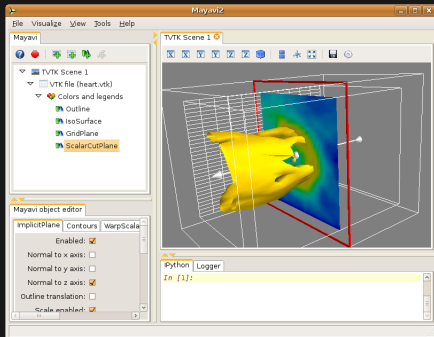 Mayavi2
File Visualize View Tools Help
Mayavi
TVTK Scene 1
TVTK Scene 1
VTK file (heart.vtk)
Colors and legends
Outline
IsoSurface
GridPlane
ScalarCutPlane
Mayavi object editor
ImplicitPlane Contours WarpScala
Enabled:
Normal to x axis:
Normal to y axis:
Normal to z axis:
Outline translation:
Scale enabled:
IPython Logger
In [1]: